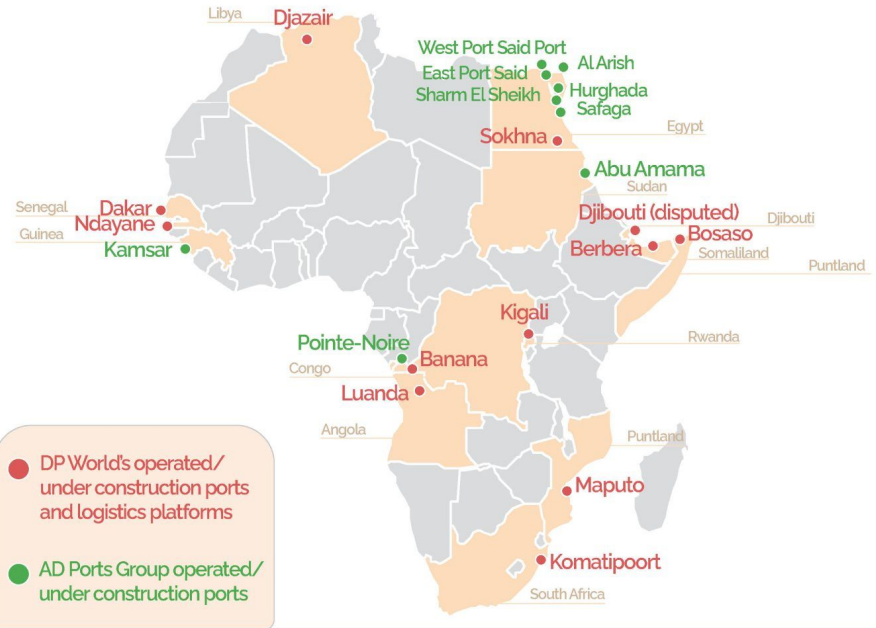 Libya
Djazair
West Port Said Port
Al Arish
East Port Said
Hurghada
Sharm El Sheikh
Safaga
Egypt
Sokhna
Abu Amama
Sudan
Senegal
Dakar
Ndayane
Guinea
Kamsar
Djibouti (disputed)
Djibouti
Bosaso
Berbera
Somaliland
Puntland
Kigali
Rwanda
Pointe-Noire
Banana
Congo
Luanda
Angola
Puntland
Maputo
Komatipoort
South Africa
DP World's operated/
under construction ports
and logistics platforms
AD Ports Group operated/
under construction ports